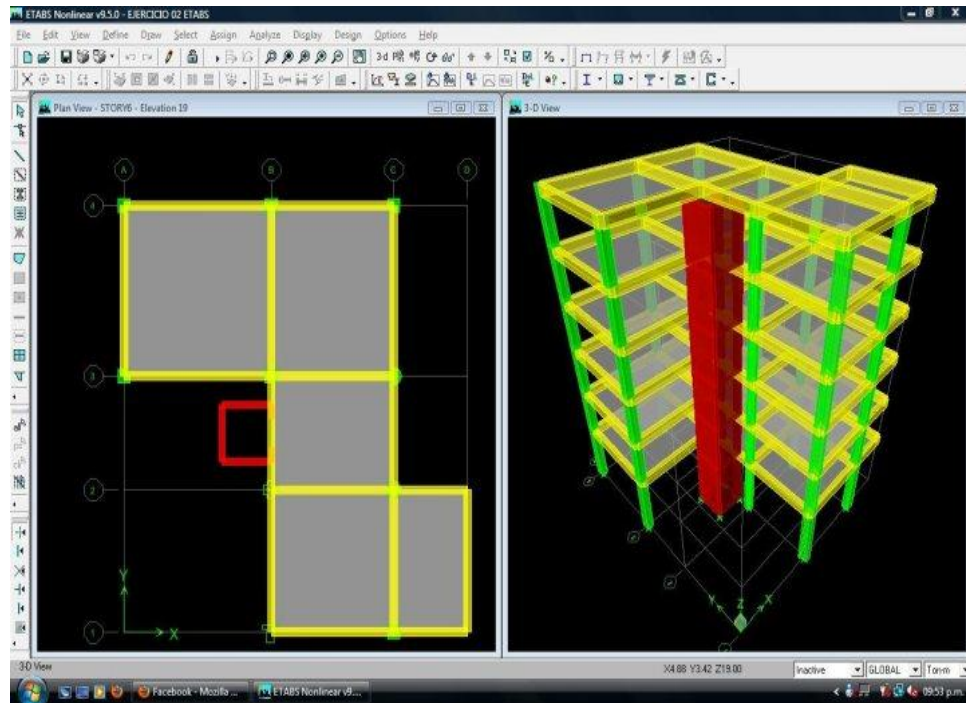 ETABS Nonlinear v9.5.0 - EJERCICIO 02 ETABS
File Edit View Define Draw Select Assign Analyze Display Design Options Help
3d
Plan View - STORY6 - Elevation 19
3-D View
A B C D
4
3
2
1
Y
X
Y Z X
3-D View
X4.88 Y3.42 Z19.00
Inactive
GLOBAL
Ton-m
Facebook - Mozilla ...
ETABS Nonlinear v9....
09:53 p.m.